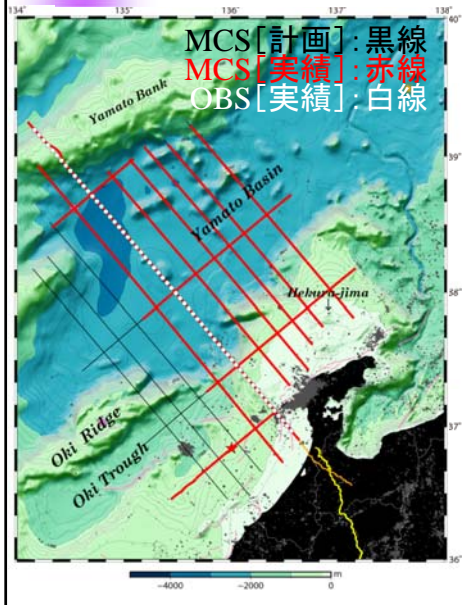 134° 135° 136° 137° 138°
40°
MCS[計画]:黒線
MCS[実績]:赤線
OBS[実績]:白線
Yamato Bank
39°
Yamato Basin
38°
Hekura-jima
Oki Ridge
37°
Oki Trough
36°
m
−4000 −2000 0